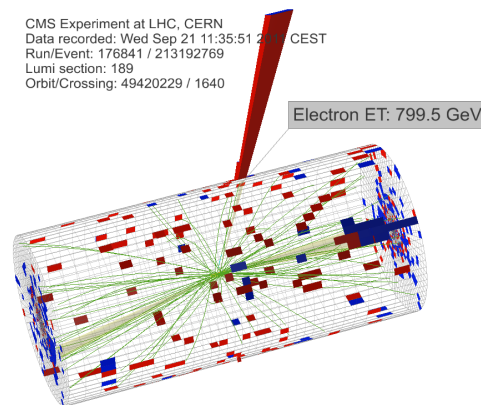 CMS Experiment at LHC, CERN
Data recorded: Wed Sep 21 11:35:51 CEST
Run/Event: 176841 / 213192769
Lumi section: 189
Orbit/Crossing: 49420229 / 1640
Electron ET: 799.5 GeV